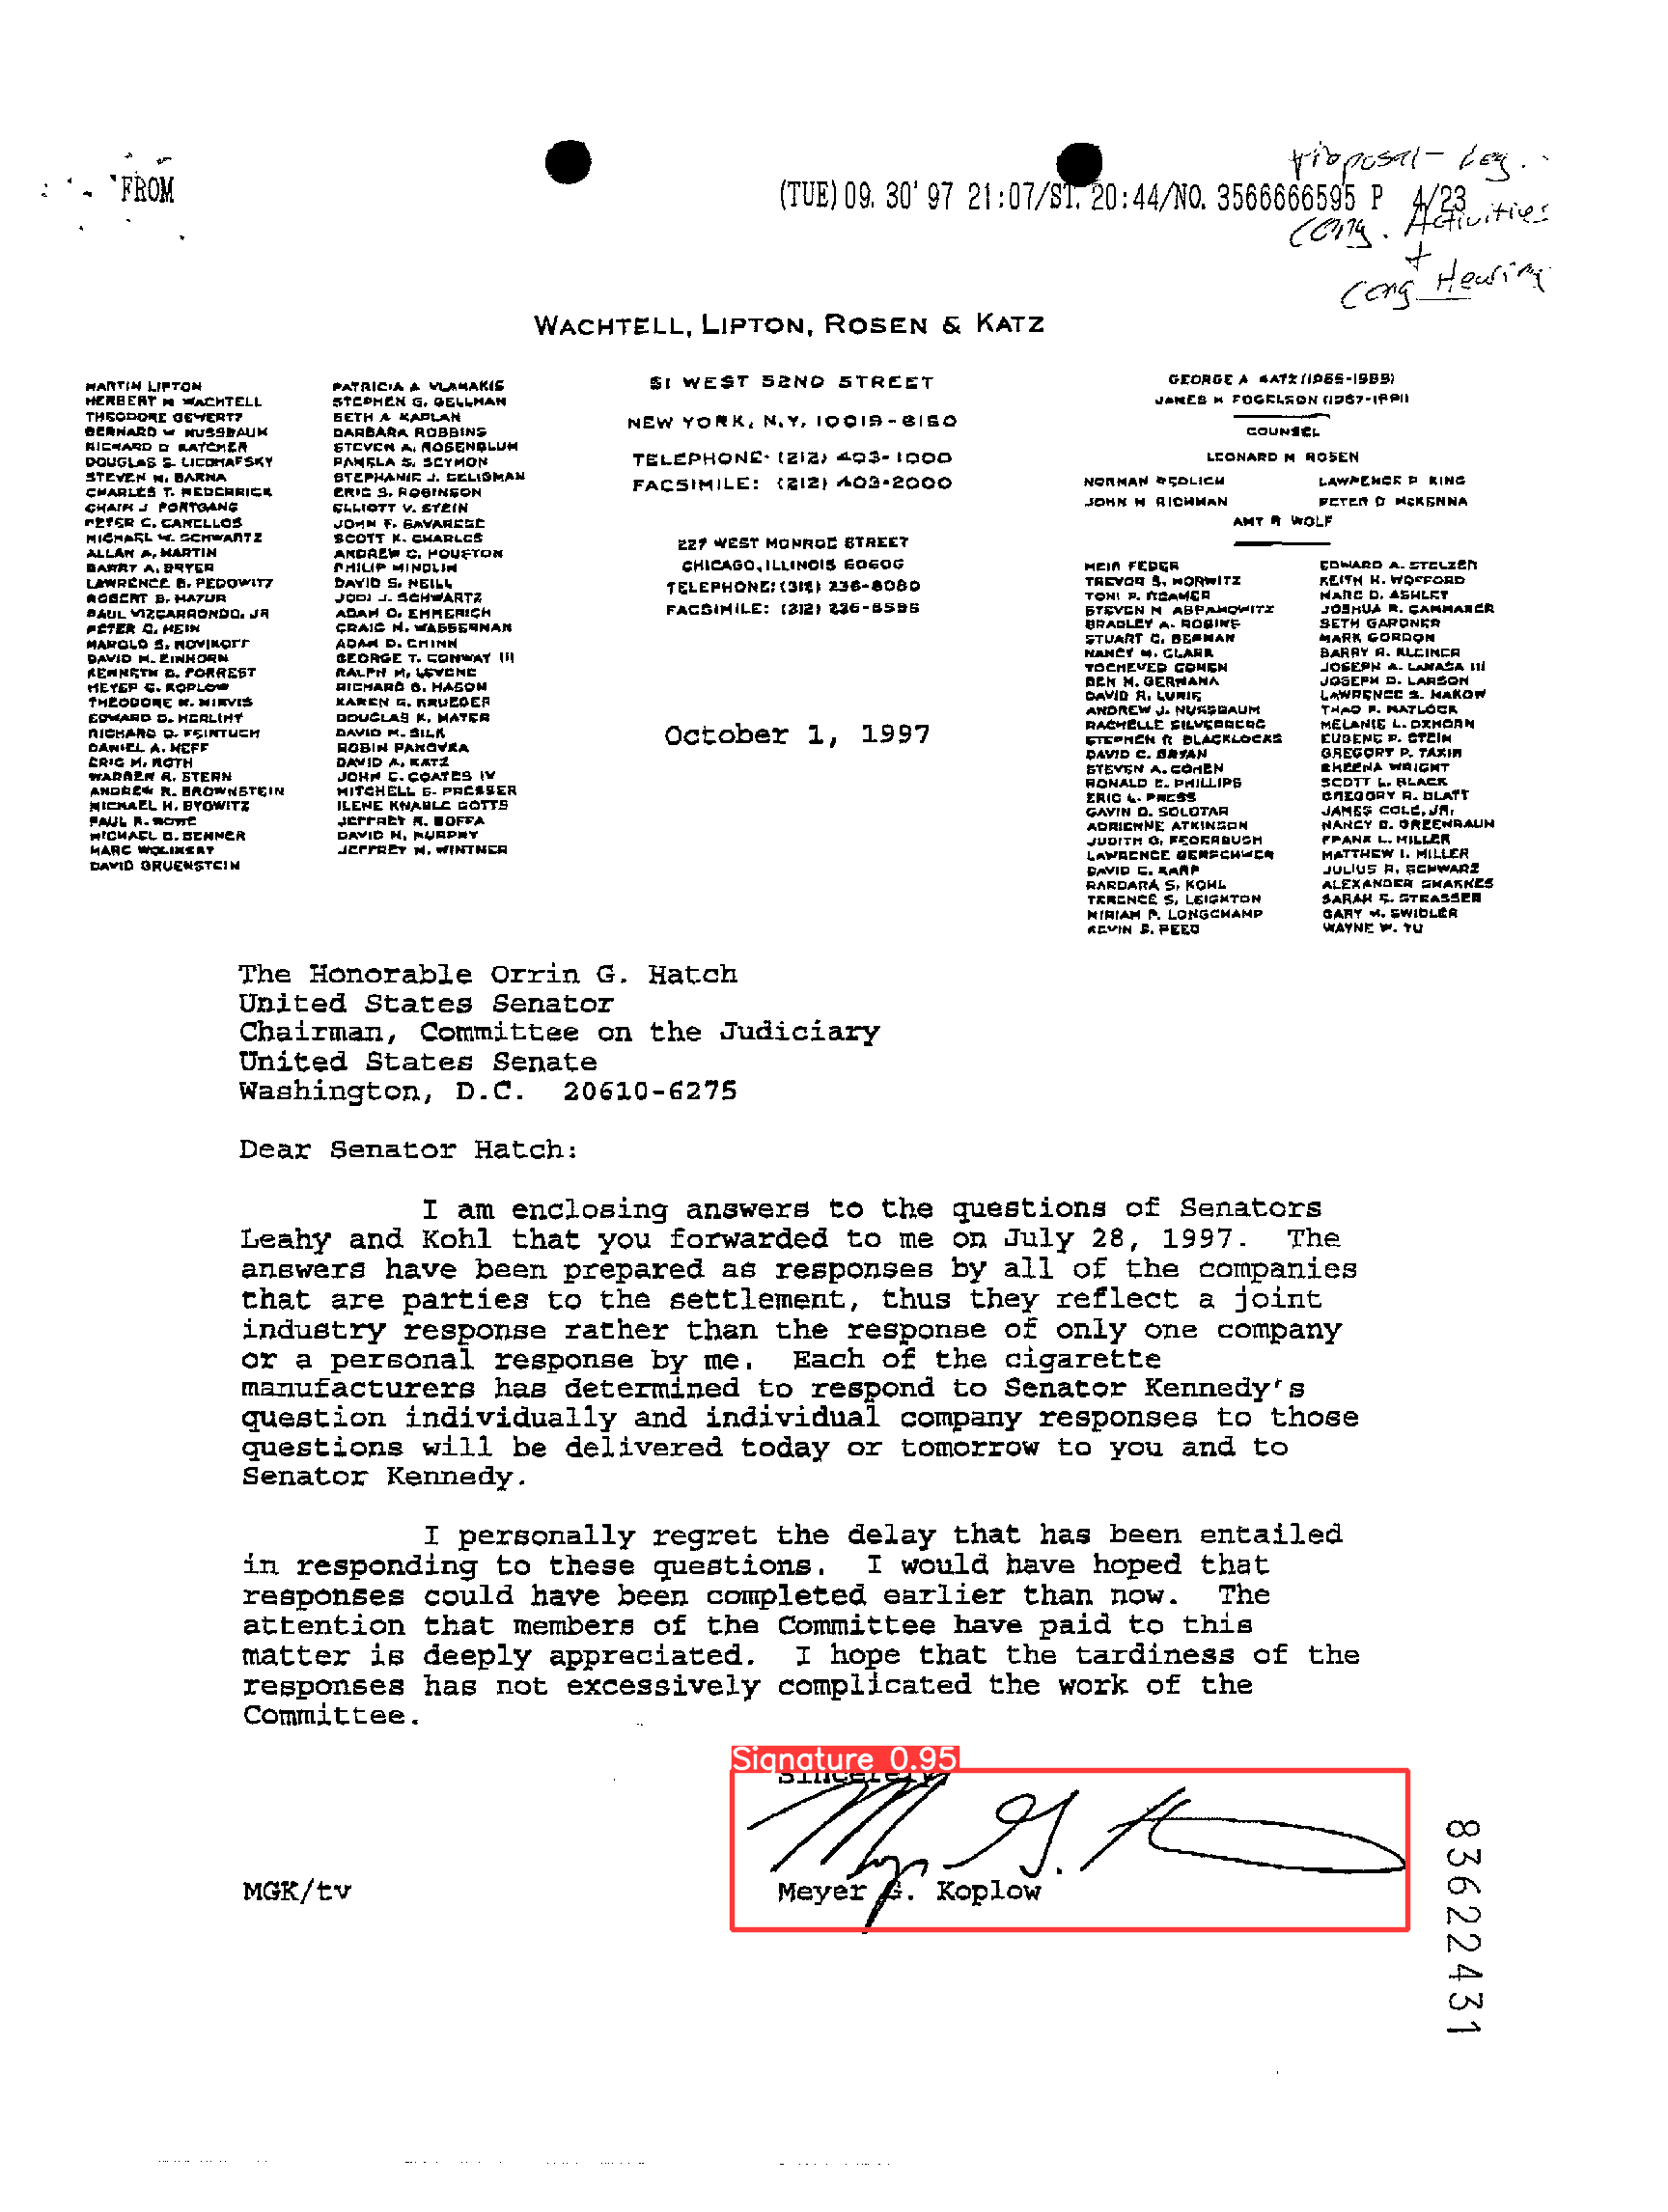 FROM
(TUE) 09. 30' 97 21:07/ST. 20:44/NO. 3566666595 P 4/23
proposal - Leg.
Cong. Activities
+
Cong Hearing
WACHTELL, LIPTON, ROSEN & KATZ
MARTIN LIPTON
HERBERT M WACHTELL
THEODORE GEWERTZ
BERNARD W NUSSBAUM
RICHARD D KATCHER
DOUGLAS S. LICHAFSKY
STEVEN M. BARNA
CHARLES T. HEDERRICK
CHAIM J FORTGANG
PETER C. CANELLOS
MICHAEL W. SCHWARTZ
ALLAN A. MARTIN
BARRY A. BRYER
LAWRENCE B. PEDOWITZ
ROBERT B. MAZUR
PAUL VIZCARRONDO, JR
PETER C. HEIN
HAROLD S. NOVIKOFF
DAVID M. EINHORN
KENNETH B. FORREST
MEYER G. KOPLOW
THEODORE N. MIRVIS
EDWARD D. HERLIHY
RICHARD D. FEINTUCH
DANIEL A. NEFF
ERIC M. ROTH
WARREN R. STERN
ANDREW R. BROWNSTEIN
MICHAEL H. BYOWITZ
PAUL K. ROWE
MICHAEL B. BENNER
MARC WOLINSKY
DAVID GRUENSTEIN
PATRICIA A VLAHAKIS
STEPHEN G. GELLMAN
BETH A KAPLAN
BARBARA ROBBINS
STEVEN A. ROSENBLUM
PAMELA S. SEYMON
STEPHANIE J. SELIGMAN
ERIC S. ROBINSON
ELLIOTT V. STEIN
JOHN F. SAVARESE
SCOTT K. CHARLES
ANDREW C. HOUSTON
PHILIP MINDLIN
DAVID S. NEILL
JODI J. SCHWARTZ
ADAM O. EMMERICH
CRAIG M. WASSERMAN
ADAM D. CHINN
GEORGE T. CONWAY III
RALPH M. LEVENE
RICHARD G. MASON
KAREN G. KRUEGER
DOUGLAS K. MAYER
DAVID M. SILK
ROBIN PANOVKA
DAVID A. KATZ
JOHN C. COATES IV
MITCHELL S. PRESSER
ILENE KNABLE GOTTS
JEFFREY R. BOFFA
DAVID M. MURPHY
JEFFREY M. WINTNER
51 WEST 52ND STREET
NEW YORK, N.Y. 10019-6150
TELEPHONE: (212) 403-1000
FACSIMILE: (212) 403-2000
227 WEST MONROE STREET
CHICAGO, ILLINOIS 60606
TELEPHONE: (312) 236-8080
FACSIMILE: (312) 236-8585
October 1, 1997
GEORGE A KATZ (1965-1989)
JAMES H FOGELSON (1967-1991)
COUNSEL
LEONARD M ROSEN
NORMAN REDLICH LAWRENCE P KING
JOHN M RICHMAN PETER D McKENNA
AMY R WOLF
MEIR FEDER
TREVOR S. NORWITZ
TONI P. ROAMER
STEVEN N ABRAMOWITZ
BRADLEY A. ROBINS
STUART C. BERMAN
NANCY M. CLARK
YOCHEVED COHEN
BEN M. GERMANA
DAVID R. LURIE
ANDREW J. NUSSBAUM
RACHELLE SILVERBERG
STEPHEN R BLACKLOCKS
DAVID C. BRYAN
STEVEN A. COHEN
RONALD E. PHILLIPS
ERIC L. PRESS
GAVIN D. SOLOTAR
ADRIENNE ATKINSON
JUDITH G. FEDERBUSH
LAWRENCE GERSCHWER
DAVID E. KARP
BARBARA S. KOHL
TERENCE S. LEIGHTON
MIRIAM P. LONGCHAMP
KEVIN S. REED
EDWARD A. STELZER
KEITH H. WOFFORD
MARC D. ASHLEY
JOSHUA R. CAMMAKER
SETH GARDNER
MARK GORDON
BARRY R. KLEINER
JOSEPH A. LAMASA III
JOSEPH D. LARSON
LAWRENCE S. MAKOW
THAD P. MATLOCK
MELANIE L. OXHORN
EUGENE P. STEIN
GREGORY P. TAXIN
SHEENA WRIGHT
SCOTT L. BLACK
GREGORY R. BLATT
JAMES COLE, JR.
NANCY B. GREENBAUM
FRANK L. MILLER
MATTHEW I. MILLER
JULIUS R. SCHWARZ
ALEXANDER SHAKNES
SARAH S. STRASSER
GARY M. SWIDLER
WAYNE W. YU
The Honorable Orrin G. Hatch
United States Senator
Chairman, Committee on the Judiciary
United States Senate
Washington, D.C. 20610-6275
Dear Senator Hatch:
I am enclosing answers to the questions of Senators
Leahy and Kohl that you forwarded to me on July 28, 1997. The
answers have been prepared as responses by all of the companies
that are parties to the settlement, thus they reflect a joint
industry response rather than the response of only one company
or a personal response by me. Each of the cigarette
manufacturers has determined to respond to Senator Kennedy's
question individually and individual company responses to those
questions will be delivered today or tomorrow to you and to
Senator Kennedy.
I personally regret the delay that has been entailed
in responding to these questions. I would have hoped that
responses could have been completed earlier than now. The
attention that members of the Committee have paid to this
matter is deeply appreciated. I hope that the tardiness of the
responses has not excessively complicated the work of the
Committee.
Signature 0.95
Sincerely
MGK/tv
Meyer G. Koplow
83622431